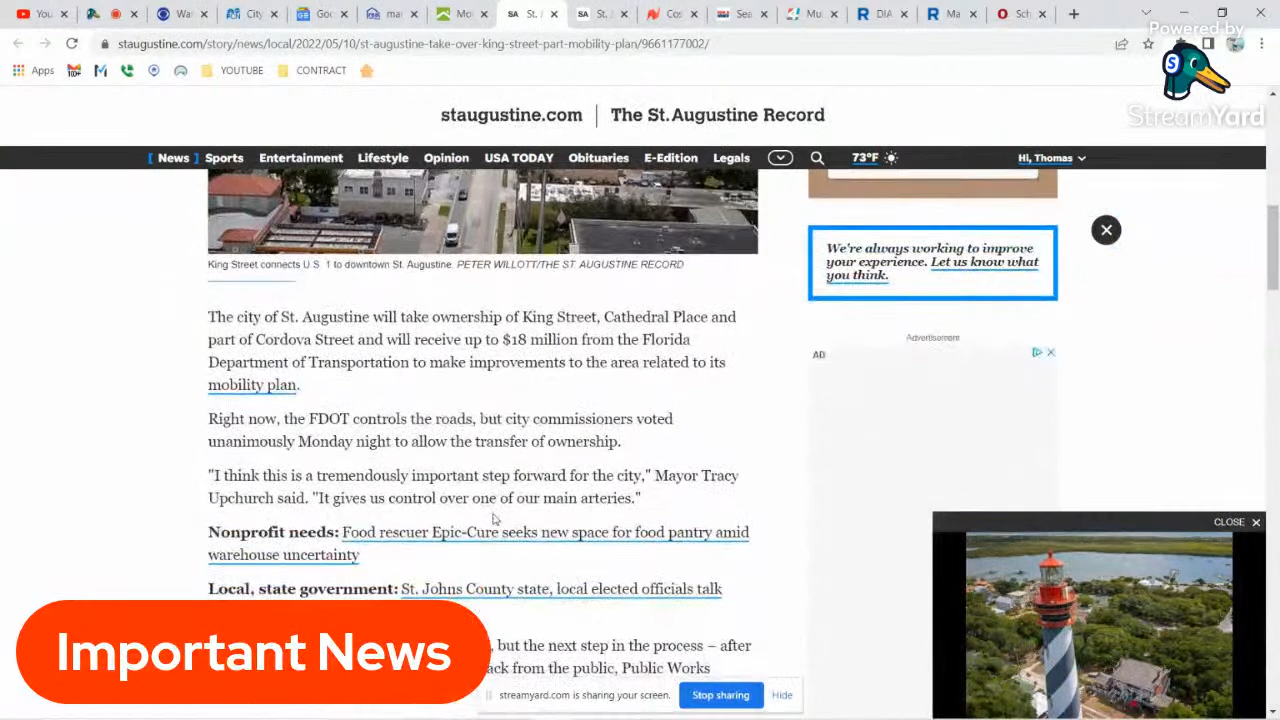 You
SA
St.
Powered by
staugustine.com/story/news/local/2022/05/10/st-augustine-take-over-king-street-part-mobility-plan/9661177002/
Apps
YOUTUBE
CONTRACT
S
StreamYard
staugustine.com | The St. Augustine Record
[ News ] Sports Entertainment Lifestyle Opinion USA TODAY Obituaries E-Edition Legals 73°F Hi, Thomas
King Street connects U.S. 1 to downtown St. Augustine. PETER WILLOTT/THE ST. AUGUSTINE RECORD
The city of St. Augustine will take ownership of King Street, Cathedral Place and
part of Cordova Street and will receive up to $18 million from the Florida
Department of Transportation to make improvements to the area related to its
mobility plan.
Right now, the FDOT controls the roads, but city commissioners voted
unanimously Monday night to allow the transfer of ownership.
"I think this is a tremendously important step forward for the city," Mayor Tracy
Upchurch said. "It gives us control over one of our main arteries."
Nonprofit needs: Food rescuer Epic-Cure seeks new space for food pantry amid
warehouse uncertainty
Local, state government: St. Johns County state, local elected officials talk
, but the next step in the process – after
ack from the public, Public Works
We're always working to improve
your experience. Let us know what
you think.
Advertisement
AD
CLOSE
Important News
streamyard.com is sharing your screen.
Stop sharing
Hide